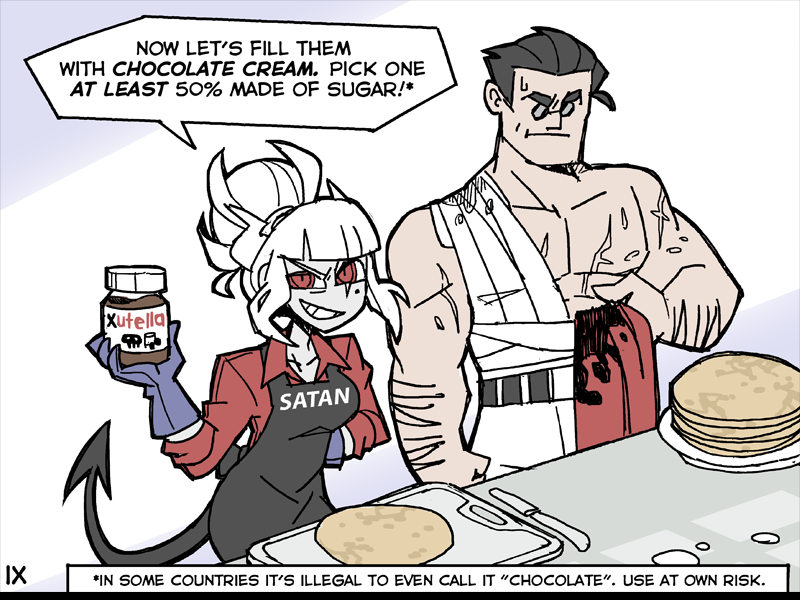 NOW LET'S FILL THEM
WITH CHOCOLATE CREAM. PICK ONE
AT LEAST 50% MADE OF SUGAR!*
Xutella
SATAN
IX
*IN SOME COUNTRIES IT'S ILLEGAL TO EVEN CALL IT "CHOCOLATE". USE AT OWN RISK.